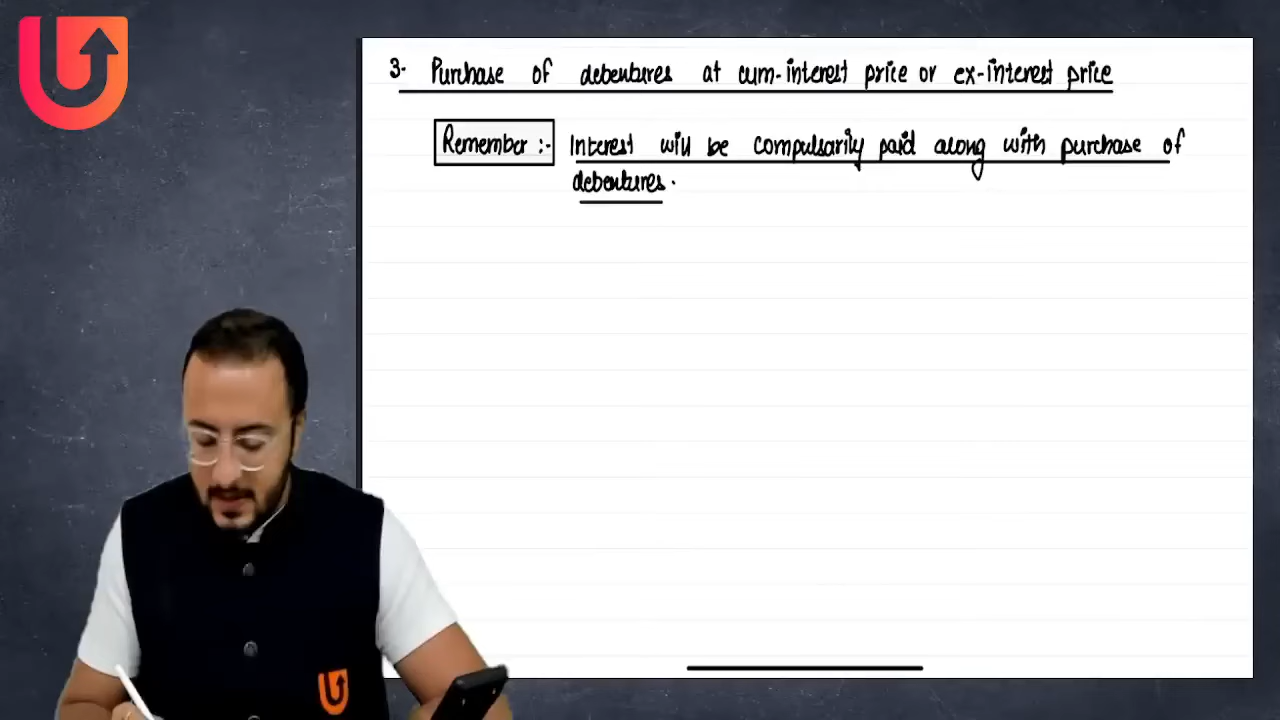 3. Purchase of debentures at cum-interest price or ex-interest price
Remember :- Interest will be compulsarily paid along with purchase of
debentures.